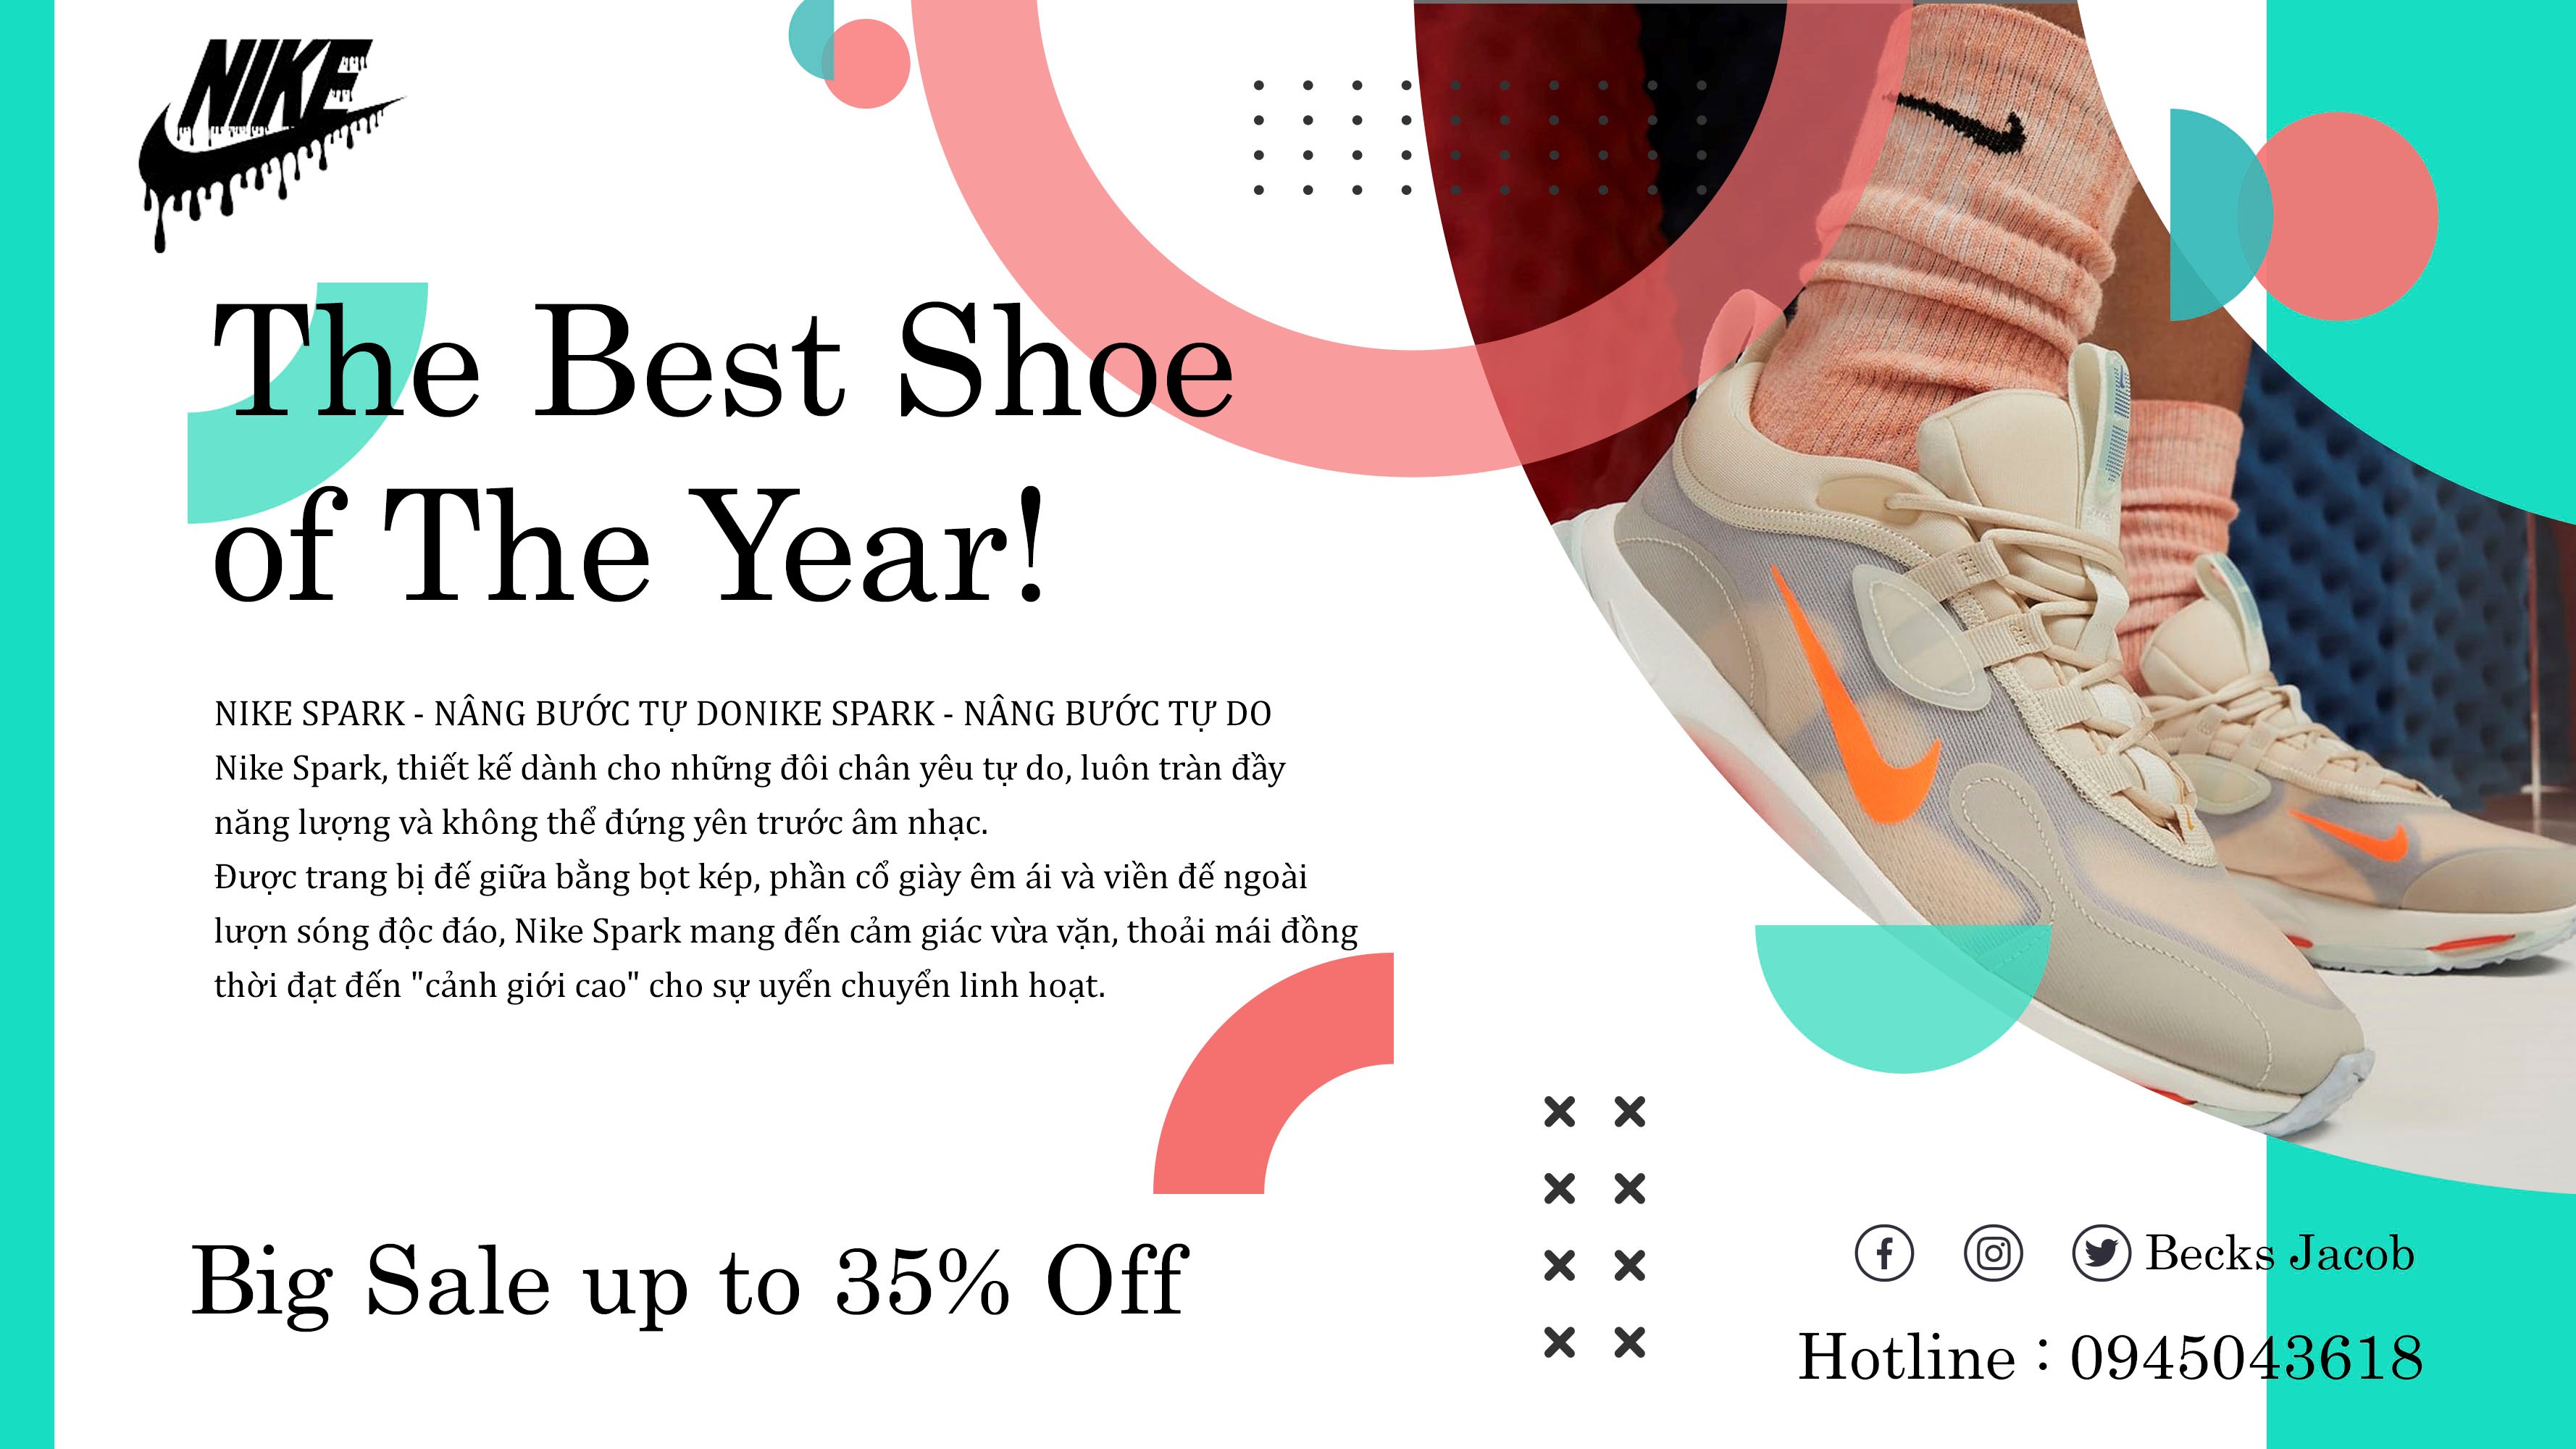 NIKE
The Best Shoe
of The Year!
NIKE SPARK - NÂNG BƯỚC TỰ DONIKE SPARK - NÂNG BƯỚC TỰ DO
Nike Spark, thiết kế dành cho những đôi chân yêu tự do, luôn tràn đầy
năng lượng và không thể đứng yên trước âm nhạc.
Được trang bị đế giữa bằng bọt kép, phần cổ giày êm ái và viền đế ngoài
lượn sóng độc đáo, Nike Spark mang đến cảm giác vừa vặn, thoải mái đồng
thời đạt đến "cảnh giới cao" cho sự uyển chuyển linh hoạt.
Big Sale up to 35% Off
Becks Jacob
Hotline : 0945043618